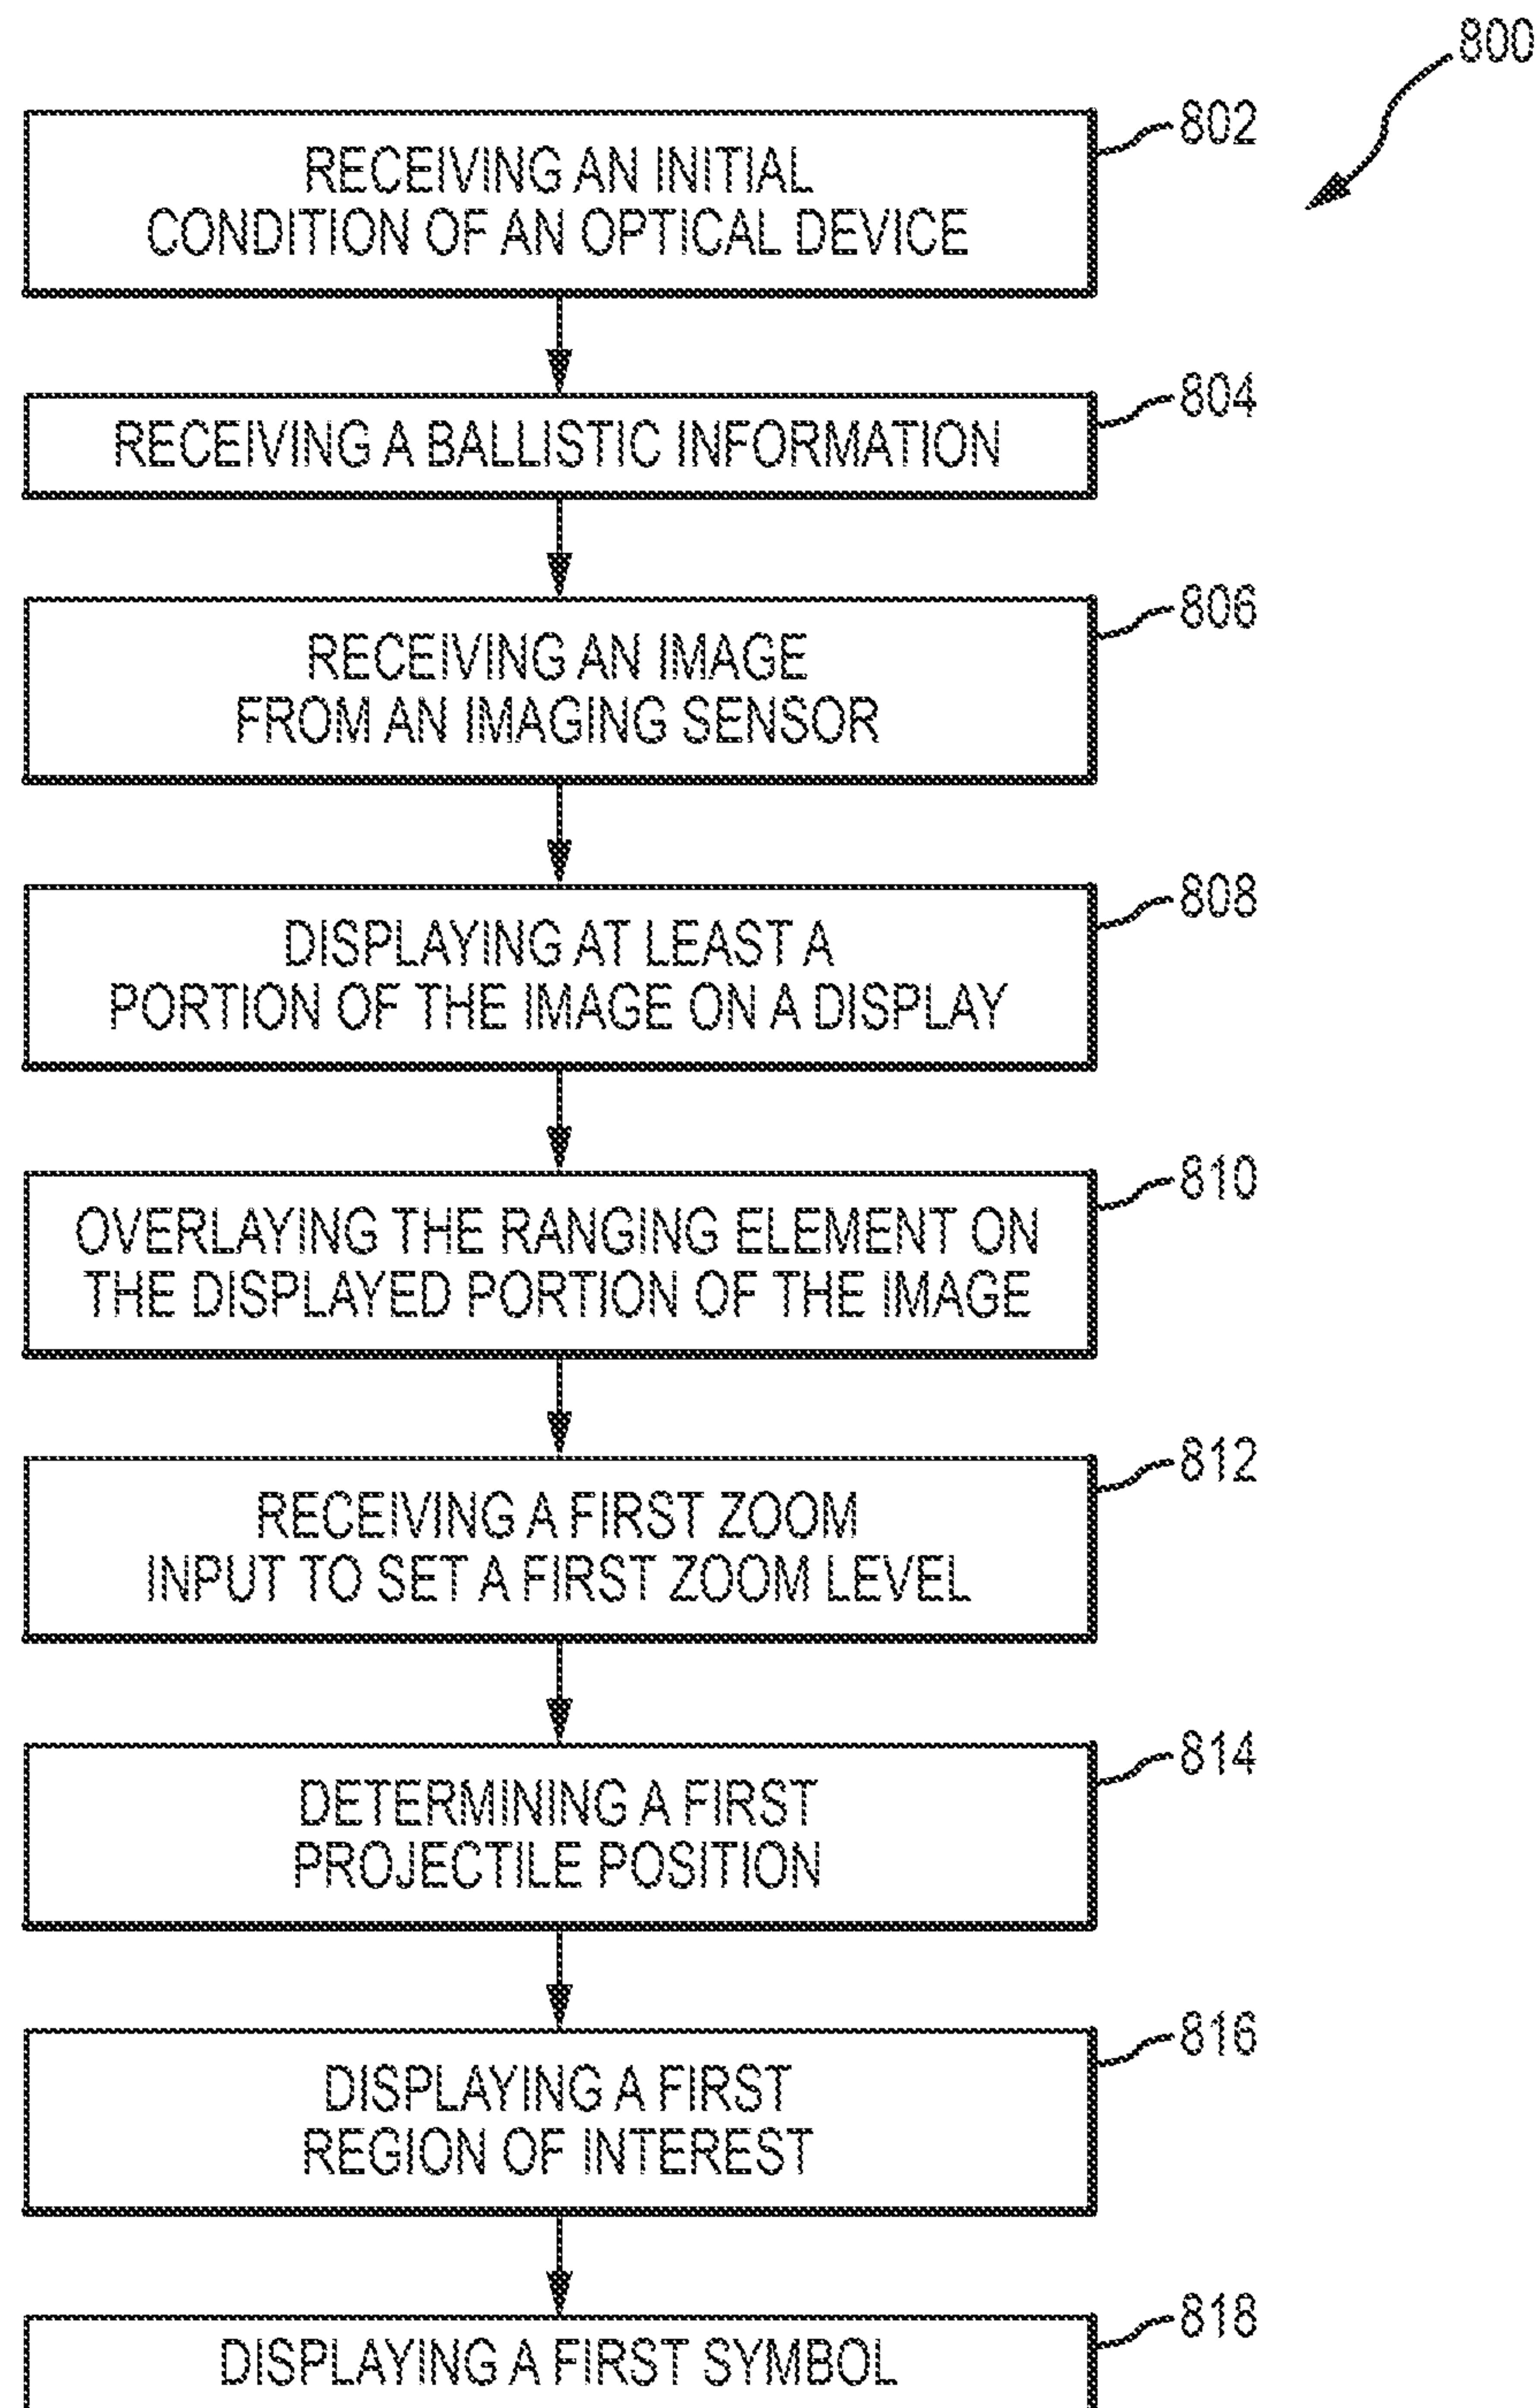 800
802
RECEIVING AN INITIAL
CONDITION OF AN OPTICAL DEVICE
804
RECEIVING A BALLISTIC INFORMATION
806
RECEIVING AN IMAGE
FROM AN IMAGING SENSOR
808
DISPLAYING AT LEAST A
PORTION OF THE IMAGE ON A DISPLAY
810
OVERLAYING THE RANGING ELEMENT ON
THE DISPLAYED PORTION OF THE IMAGE
812
RECEIVING A FIRST ZOOM
INPUT TO SET A FIRST ZOOM LEVEL
814
DETERMINING A FIRST
PROJECTILE POSITION
816
DISPLAYING A FIRST
REGION OF INTEREST
818
DISPLAYING A FIRST SYMBOL